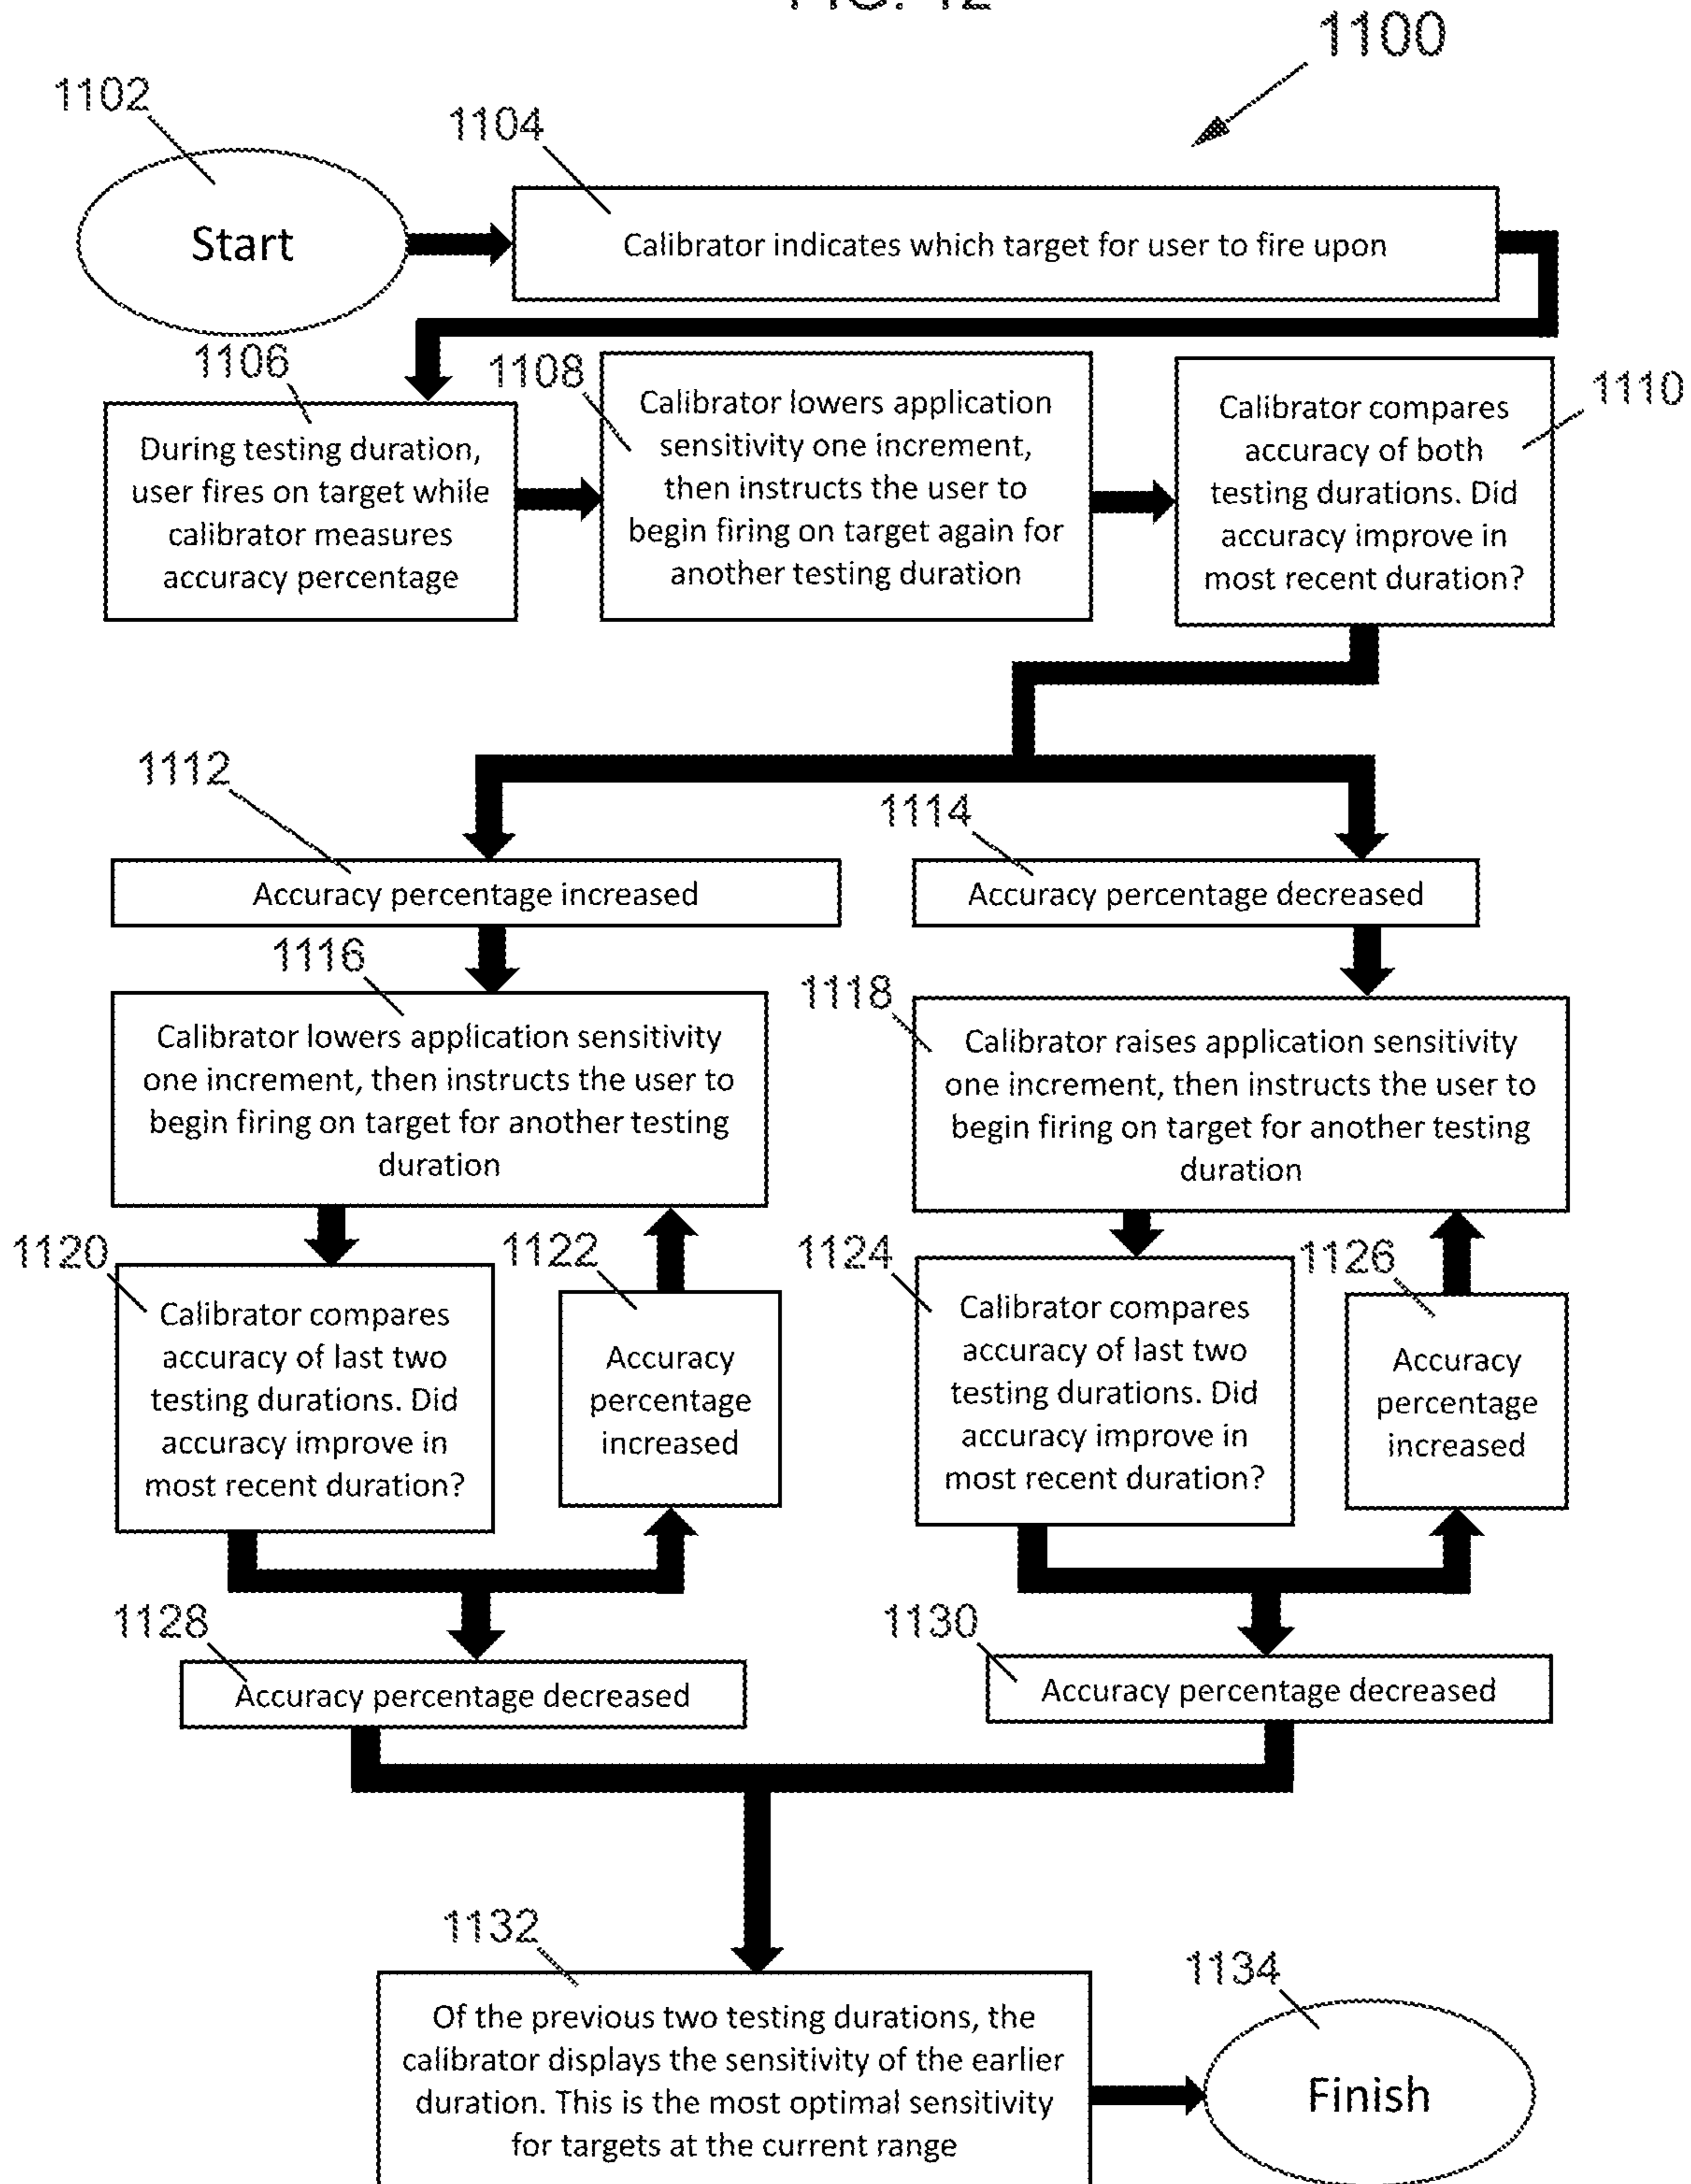 1100
1102
1104
Start
Calibrator indicates which target for user to fire upon
1106
During testing duration,
user fires on target while
calibrator measures
accuracy percentage
1108
Calibrator lowers application
sensitivity one increment,
then instructs the user to
begin firing on target again for
another testing duration
1110
Calibrator compares
accuracy of both
testing durations. Did
accuracy improve in
most recent duration?
1112
Accuracy percentage increased
1114
Accuracy percentage decreased
1116
Calibrator lowers application sensitivity
one increment, then instructs the user to
begin firing on target for another testing
duration
1118
Calibrator raises application sensitivity
one increment, then instructs the user to
begin firing on target for another testing
duration
1120
Calibrator compares
accuracy of last two
testing durations. Did
accuracy improve in
most recent duration?
1122
Accuracy
percentage
increased
1124
Calibrator compares
accuracy of last two
testing durations. Did
accuracy improve in
most recent duration?
1126
Accuracy
percentage
increased
1128
Accuracy percentage decreased
1130
Accuracy percentage decreased
1132
Of the previous two testing durations, the
calibrator displays the sensitivity of the earlier
duration. This is the most optimal sensitivity
for targets at the current range
1134
Finish